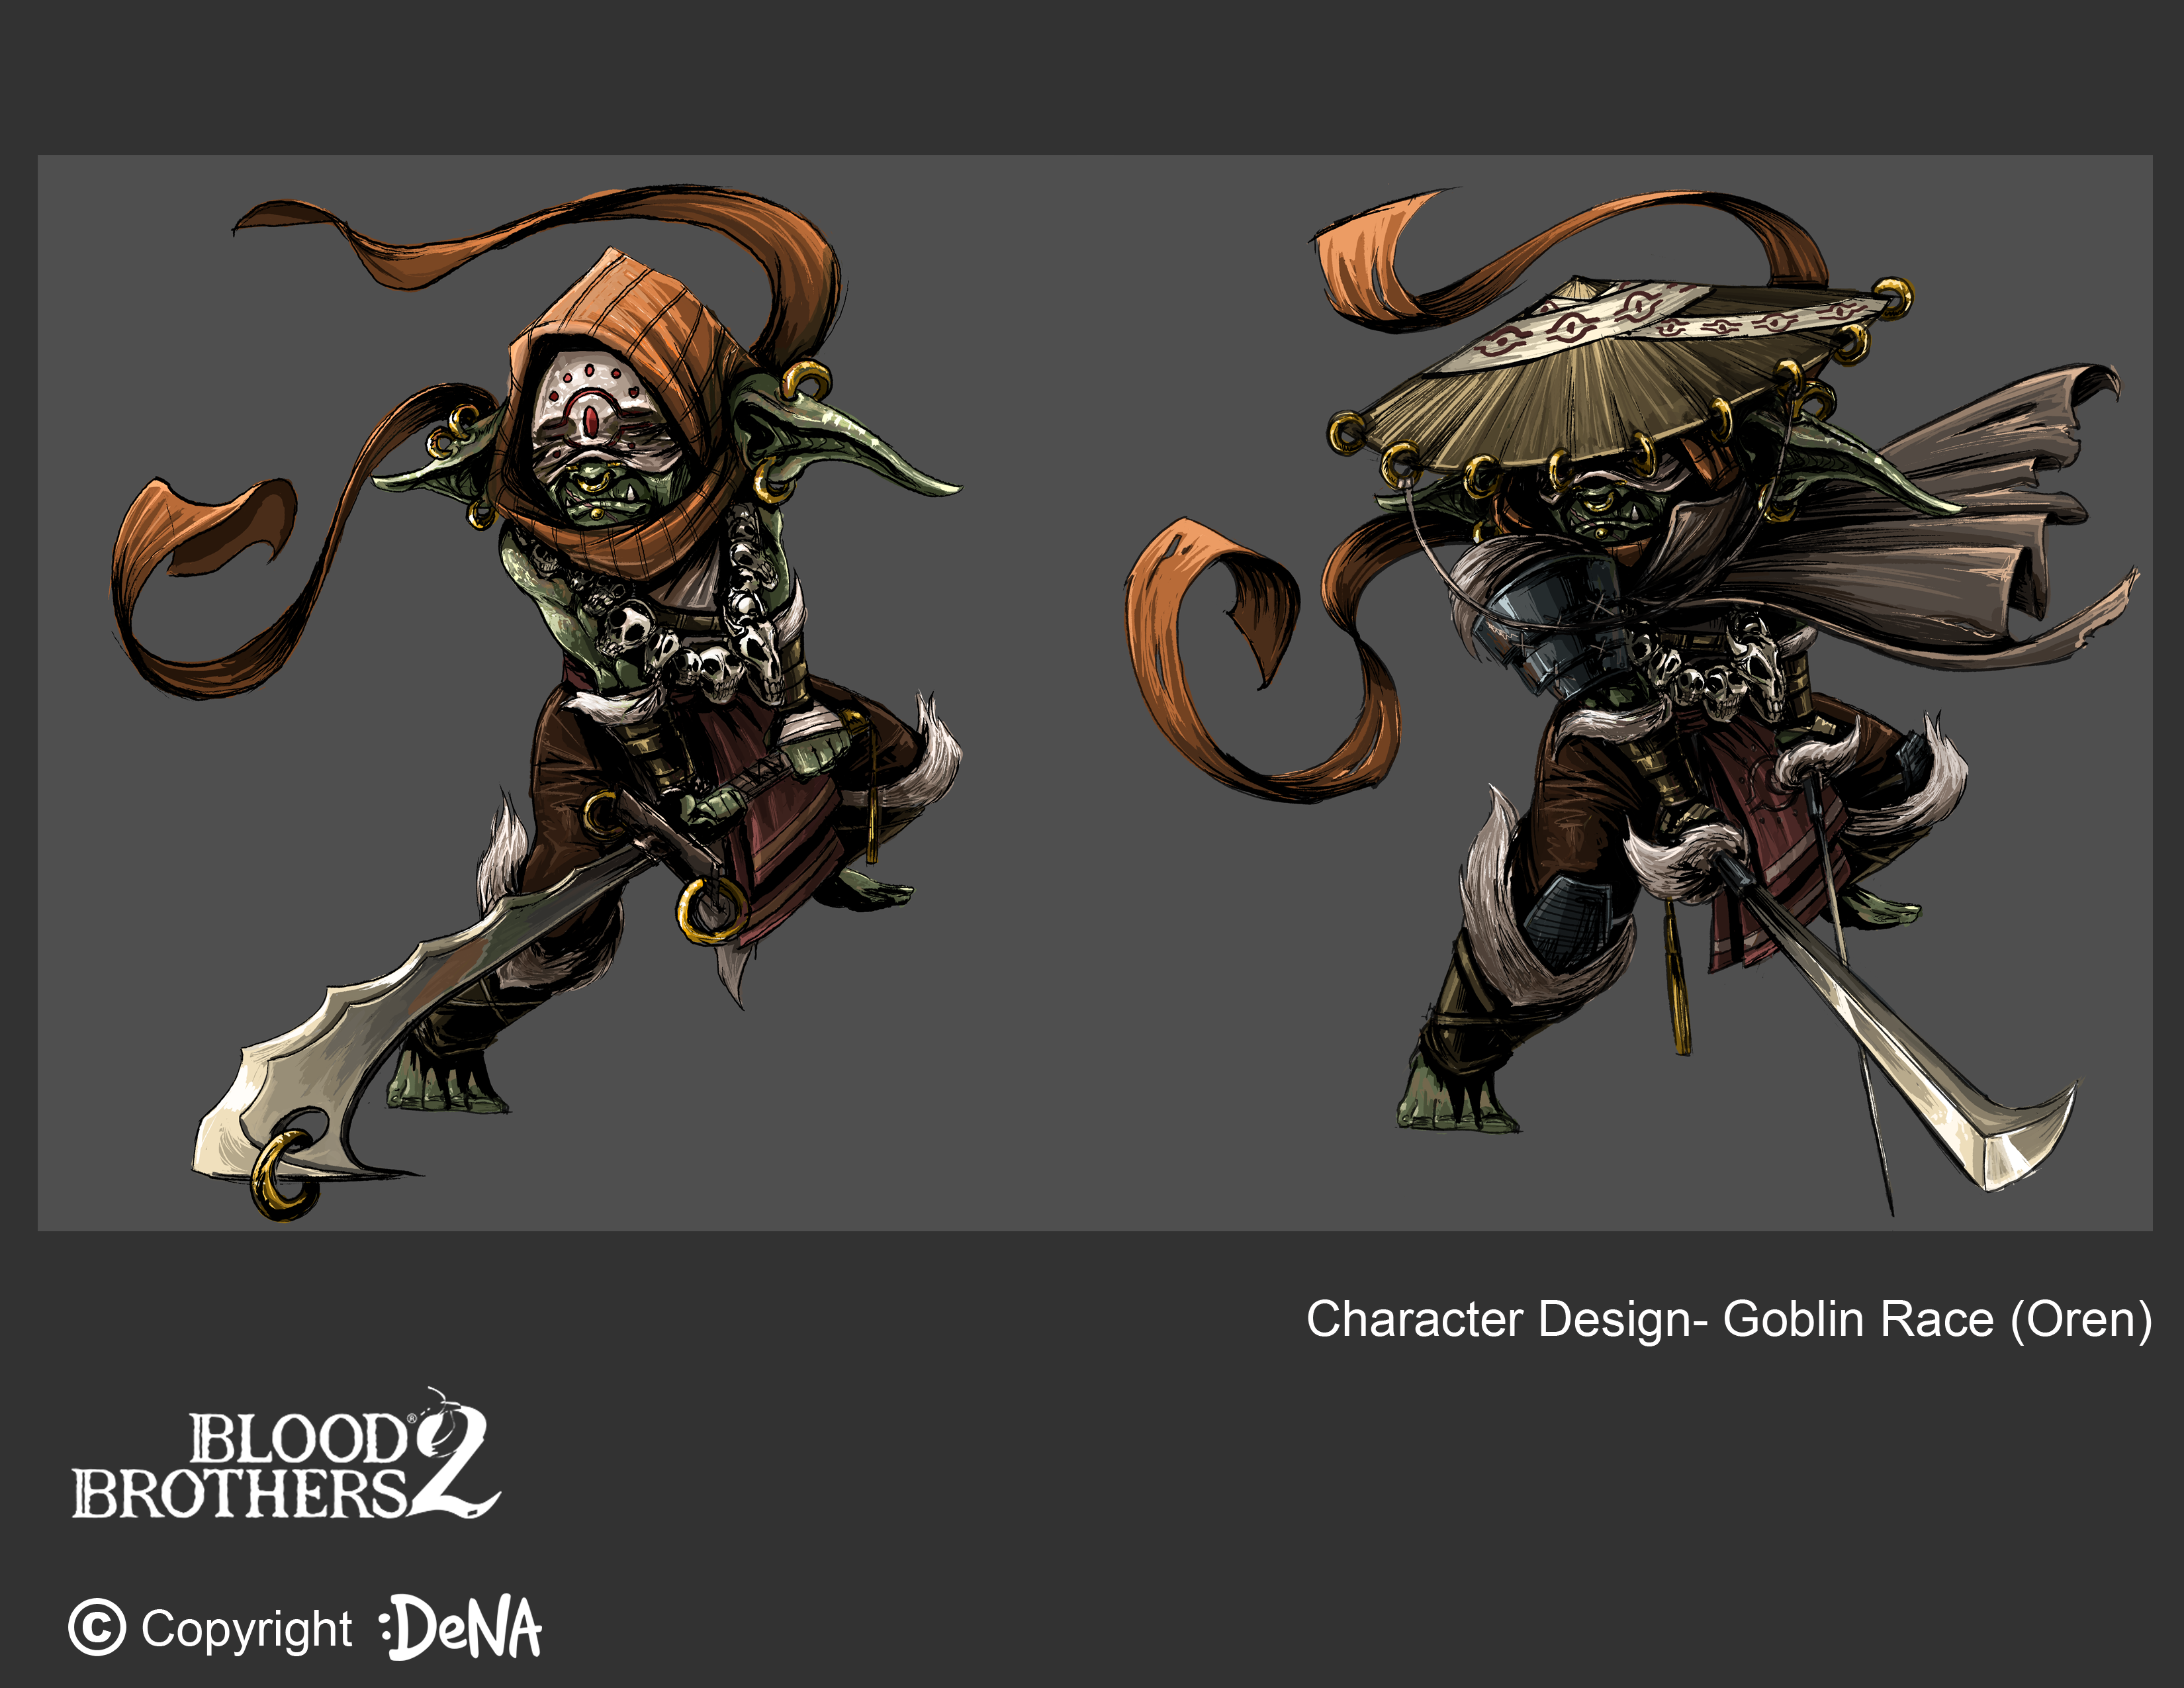 Character Design- Goblin Race (Oren)
BLOOD®
BROTHERS 2
© Copyright :DeNA